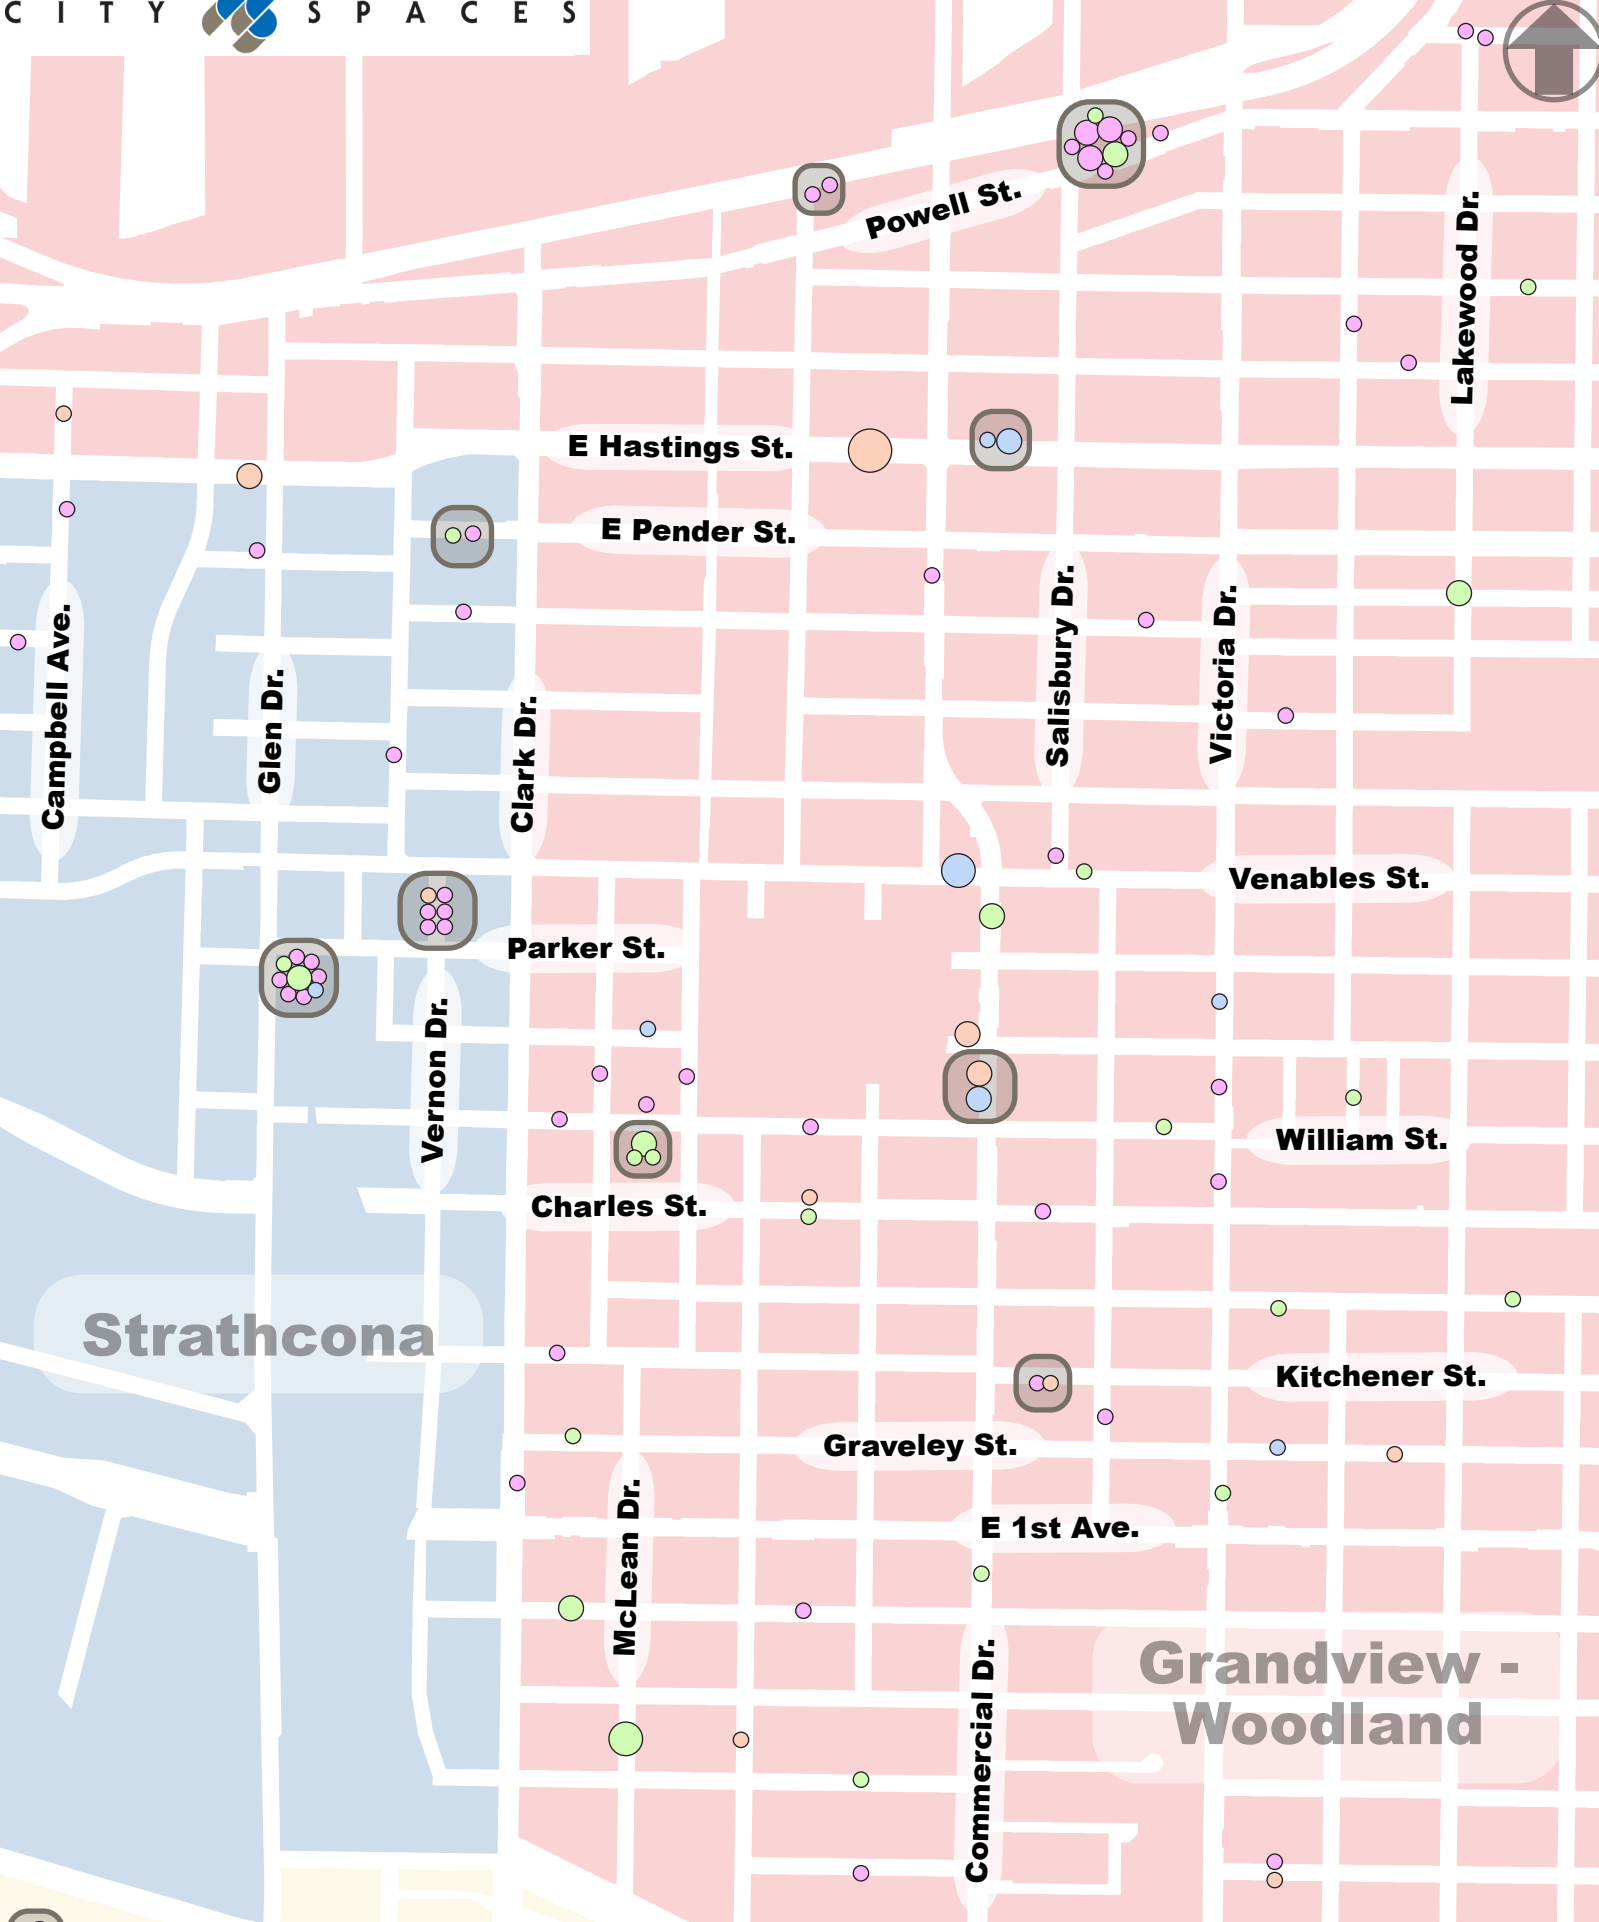 CITY SPACES
Powell St.
Lakewood Dr.
E Hastings St.
E Pender St.
Campbell Ave.
Glen Dr.
Clark Dr.
Salisbury Dr.
Victoria Dr.
Venables St.
Parker St.
Vernon Dr.
William St.
Charles St.
Strathcona
Kitchener St.
Graveley St.
E 1st Ave.
McLean Dr.
Commercial Dr.
Grandview -
Woodland